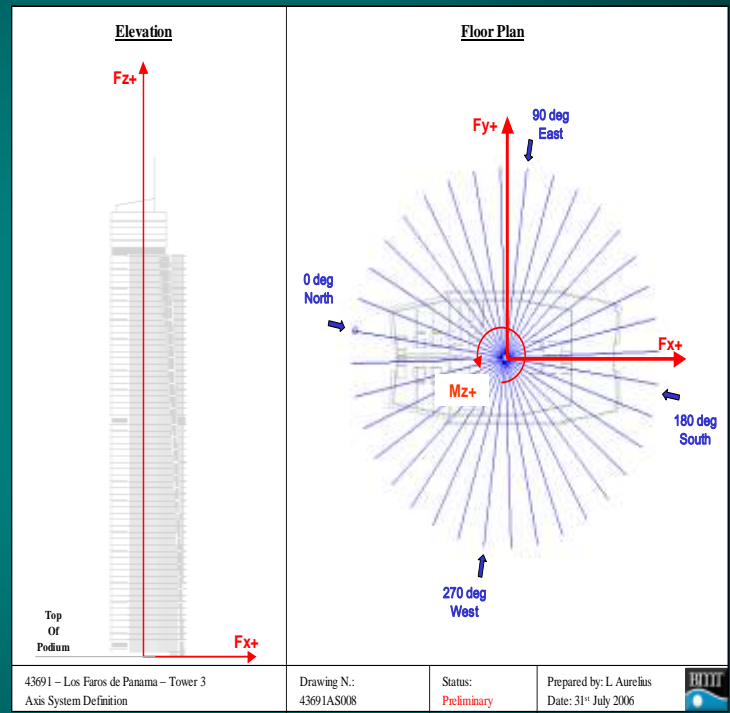 Elevation
Fz+
Top
Of
Podium
Fx+
Floor Plan
Fy+
90 deg
East
0 deg
North
Fx+
Mz+
180 deg
South
270 deg
West
43691 – Los Faros de Panama – Tower 3
Axis System Definition
Drawing N.:
43691AS008
Status:
Preliminary
Prepared by: L Aurelius
Date: 31st July 2006
BMT